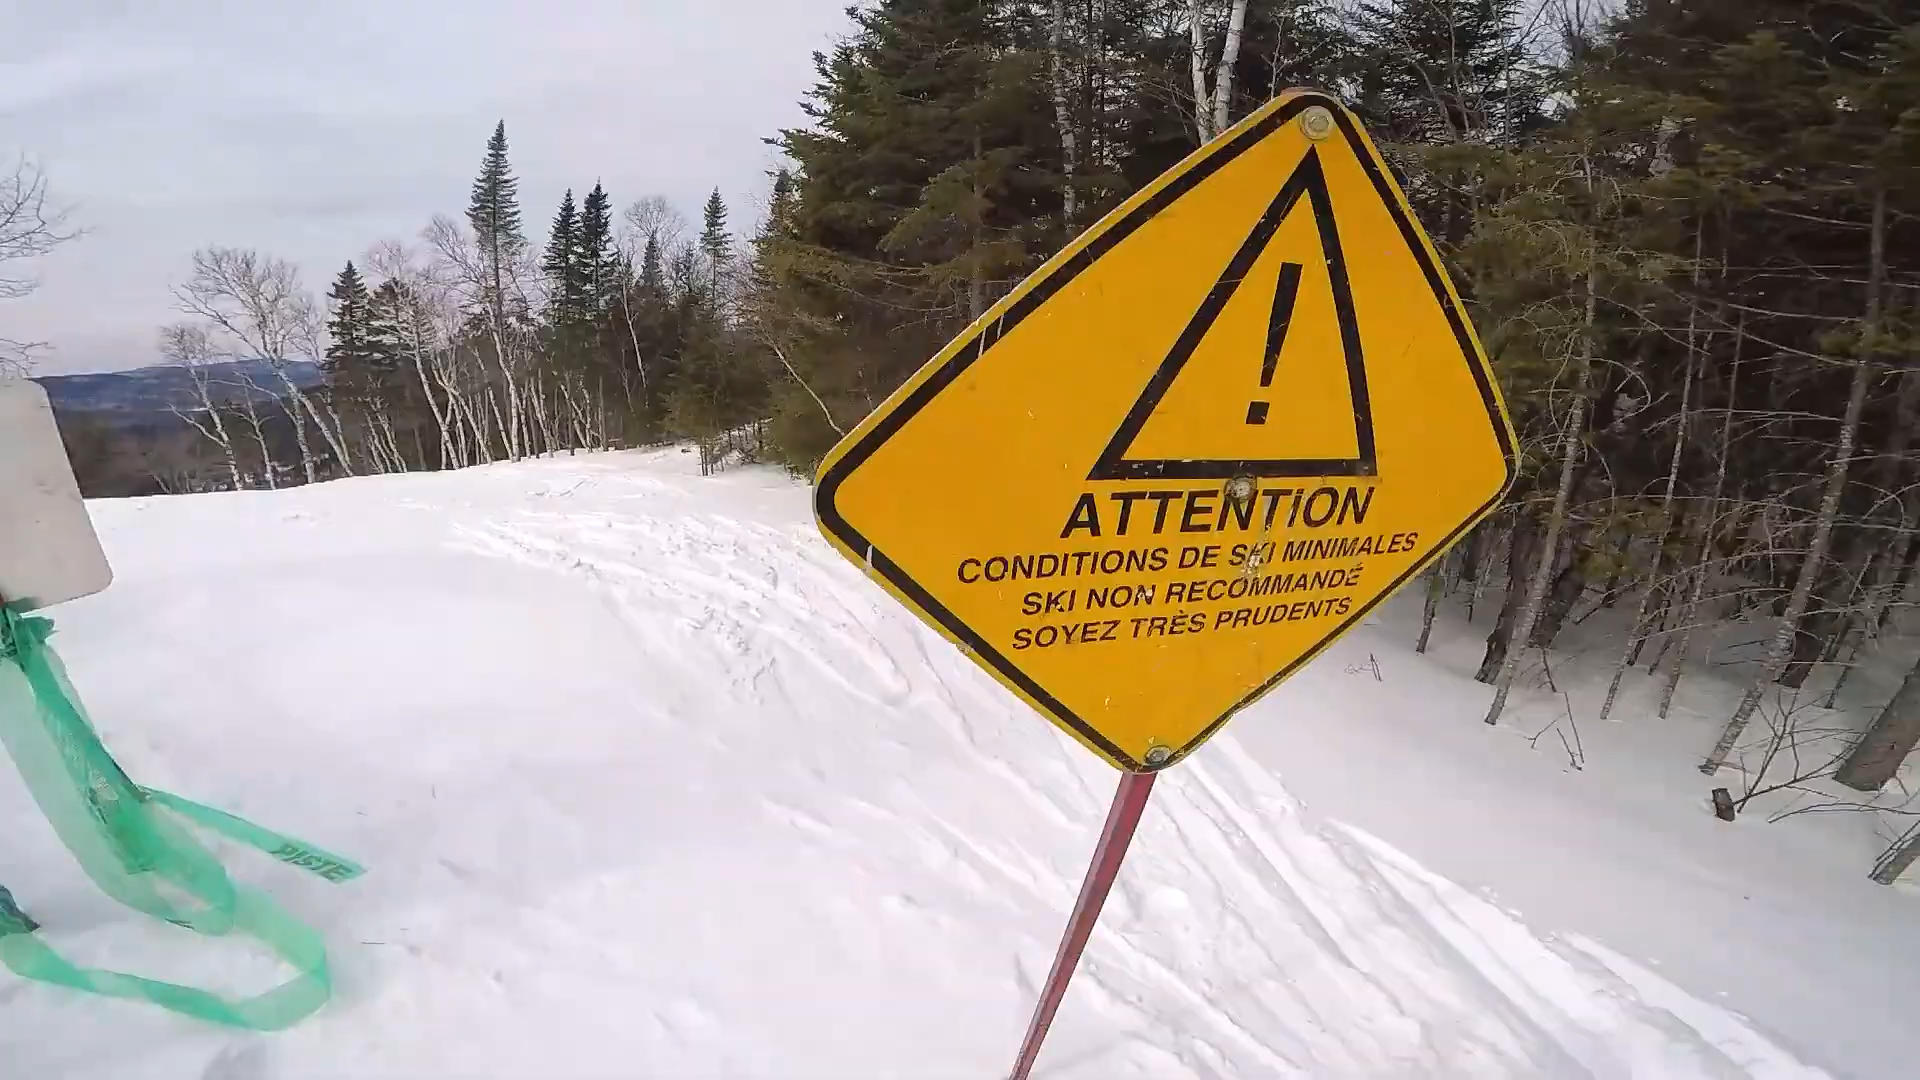 !
ATTENTION
CONDITIONS DE SKI MINIMALES
SKI NON RECOMMANDÉ
SOYEZ TRÈS PRUDENTS
PISTE